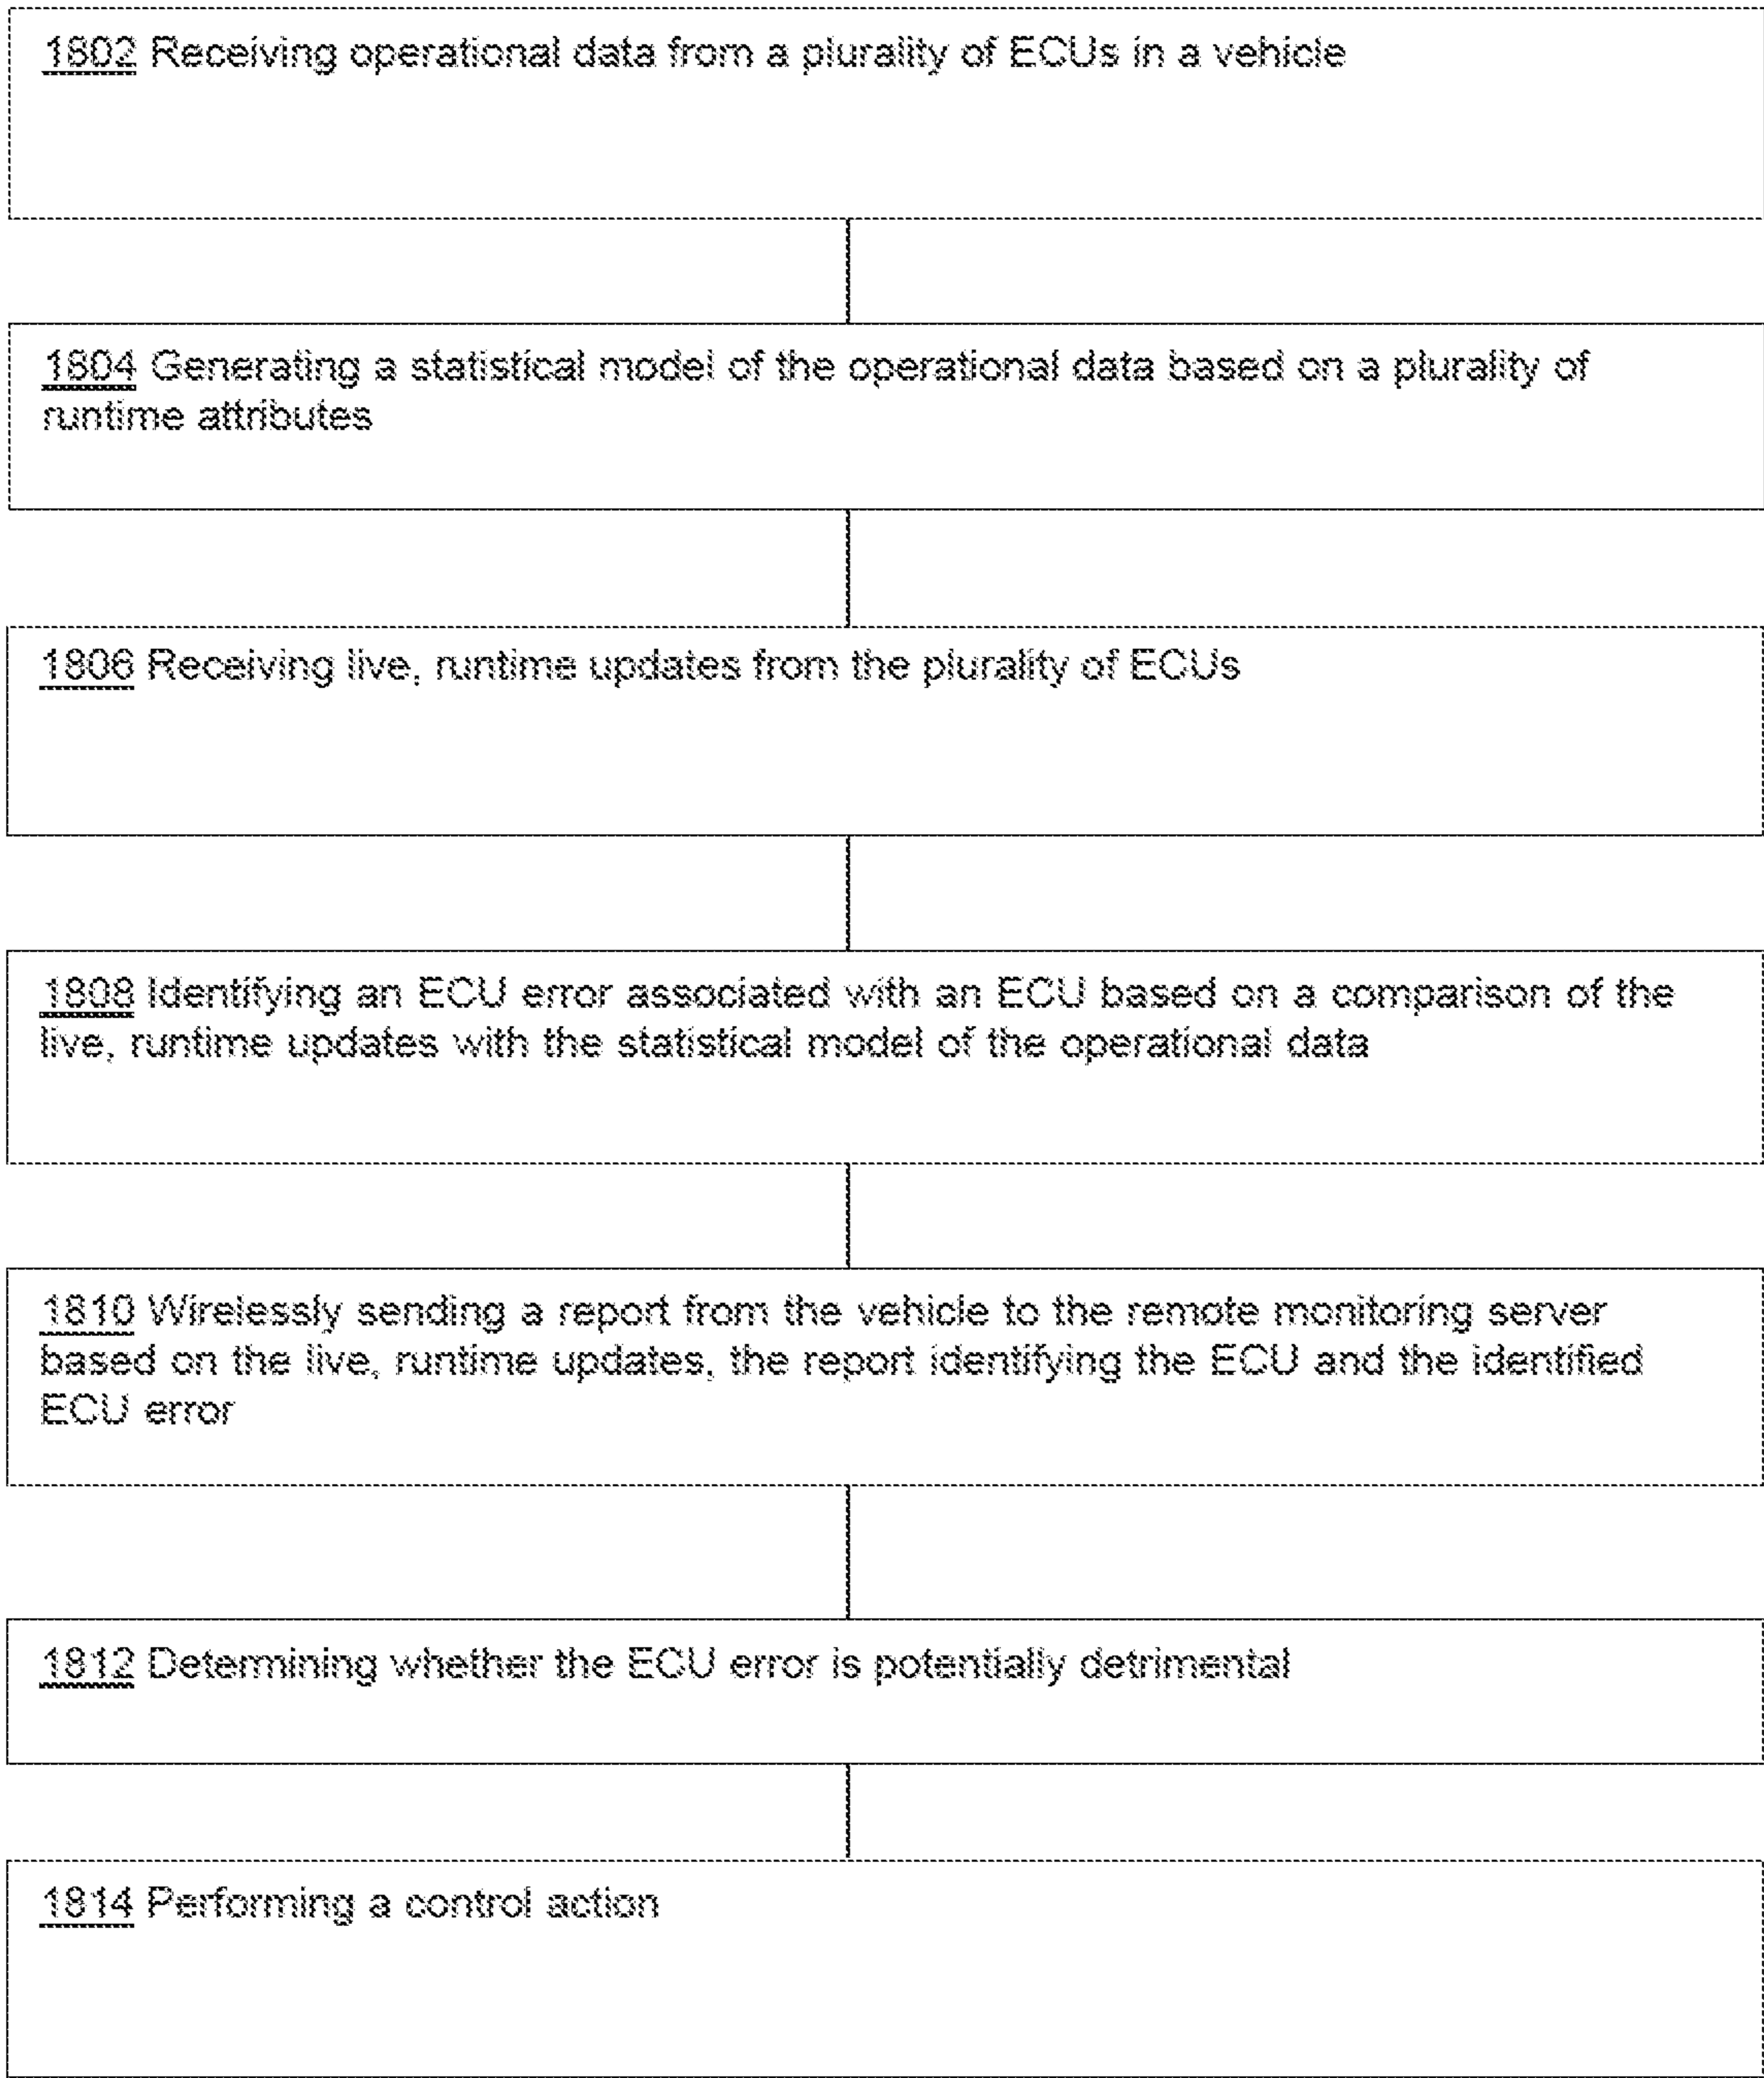 1802 Receiving operational data from a plurality of ECUs in a vehicle
1804 Generating a statistical model of the operational data based on a plurality of
runtime attributes
1806 Receiving live, runtime updates from the plurality of ECUs
1808 Identifying an ECU error associated with an ECU based on a comparison of the
live, runtime updates with the statistical model of the operational data
1810 Wirelessly sending a report from the vehicle to the remote monitoring server
based on the live, runtime updates, the report identifying the ECU and the identified
ECU error
1812 Determining whether the ECU error is potentially detrimental
1814 Performing a control action